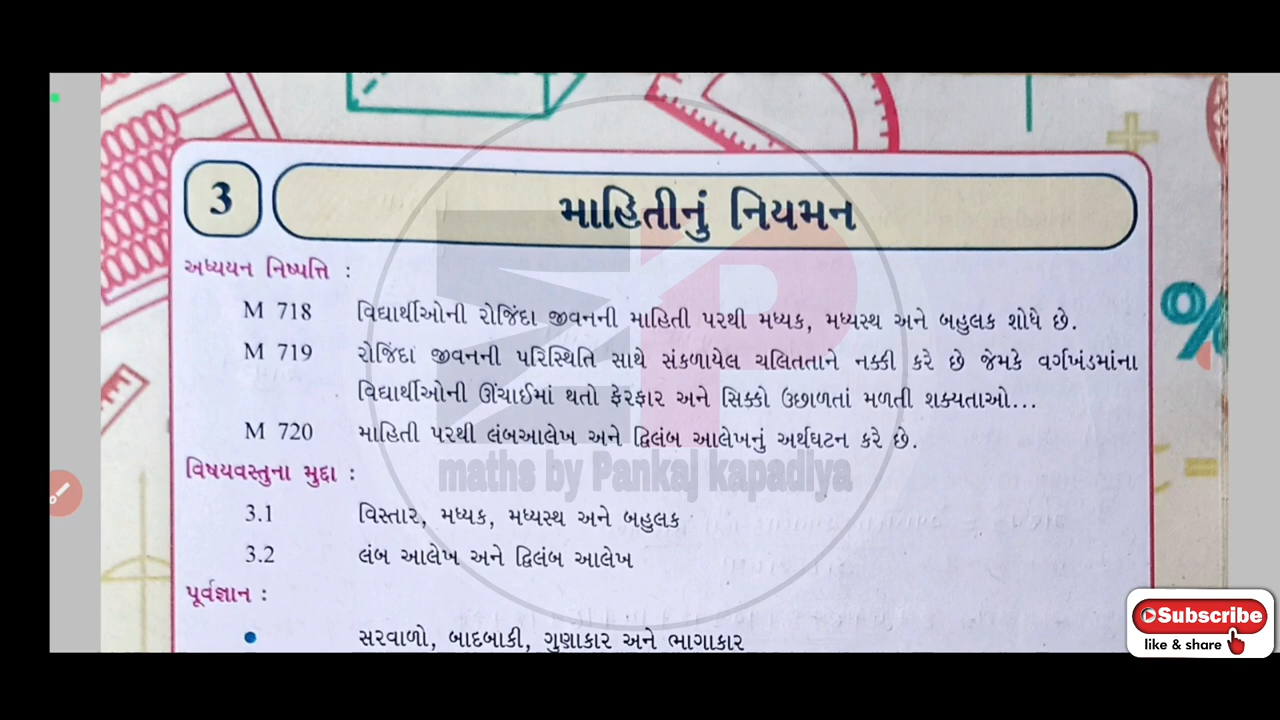 3
માહિતીનું નિયમન
અધ્યયન નિષ્પત્તિ :
M 718 વિદ્યાર્થીઓની રોજિંદા જીવનની માહિતી પરથી મધ્યક, મધ્યસ્થ અને બહુલક શોધે છે.
M 719 રોજિંદા જીવનની પરિસ્થિતિ સાથે સંકળાયેલ ચલિતતાને નક્કી કરે છે જેમકે વર્ગખંડમાંના
વિદ્યાર્થીઓની ઊંચાઈમાં થતો ફેરફાર અને સિક્કો ઉછાળતાં મળતી શક્યતાઓ...
M 720 માહિતી પરથી લંબઆલેખ અને દ્વિલંબ આલેખનું અર્થઘટન કરે છે.
maths by Pankaj kapadiya
વિષયવસ્તુના મુદ્દા :
3.1 વિસ્તાર, મધ્યક, મધ્યસ્થ અને બહુલક
3.2 લંબ આલેખ અને દ્વિલંબ આલેખ
પૂર્વજ્ઞાન :
• સરવાળો, બાદબાકી, ગુણાકાર અને ભાગાકાર
Subscribe
like & share